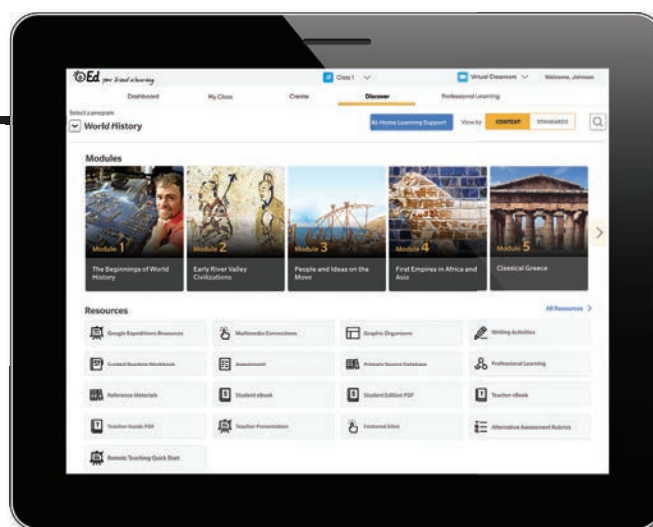 Ed your friend in learning
Class 1
Virtual Classroom
Welcome, Johnson
Dashboard
My Class
Create
Discover
Professional Learning
Select a program
World History
At-Home Learning Support
View by
CONTENT
STANDARDS
Modules
Module 1
The Beginnings of World
History
Module 2
Early River Valley
Civilizations
Module 3
People and Ideas on the
Move
Module 4
First Empires in Africa and
Asia
Module 5
Classical Greece
Resources
All Resources
Google Expeditions Resources
Multimedia Connections
Graphic Organizers
Writing Activities
Guided Reading Workbook
Assessment
Primary Source Database
Professional Learning
Reference Materials
Student eBook
Student Edition PDF
Teacher eBook
Teacher Guide PDF
Teacher Presentation
Featured Sites
Alternative Assessment Rubrics
Remote Teaching Quick Start